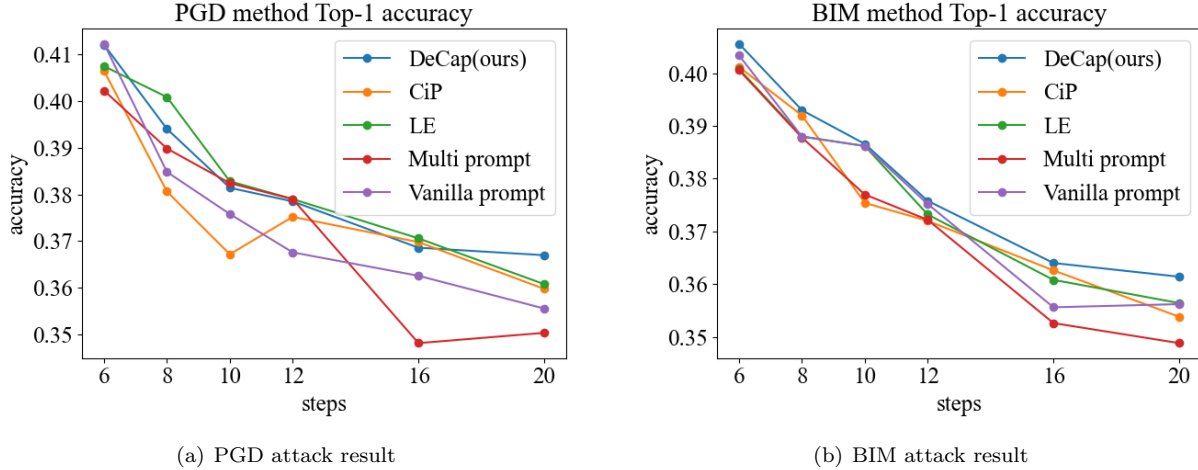 PGD method Top-1 accuracy
0.41
0.40
0.39
0.38
0.37
0.36
0.35
accuracy
DeCap(ours)
CiP
LE
Multi prompt
Vanilla prompt
6 8 10 12 16 20
steps
(a) PGD attack result
BIM method Top-1 accuracy
0.40
0.39
0.38
0.37
0.36
0.35
accuracy
DeCap(ours)
CiP
LE
Multi prompt
Vanilla prompt
6 8 10 12 16 20
steps
(b) BIM attack result